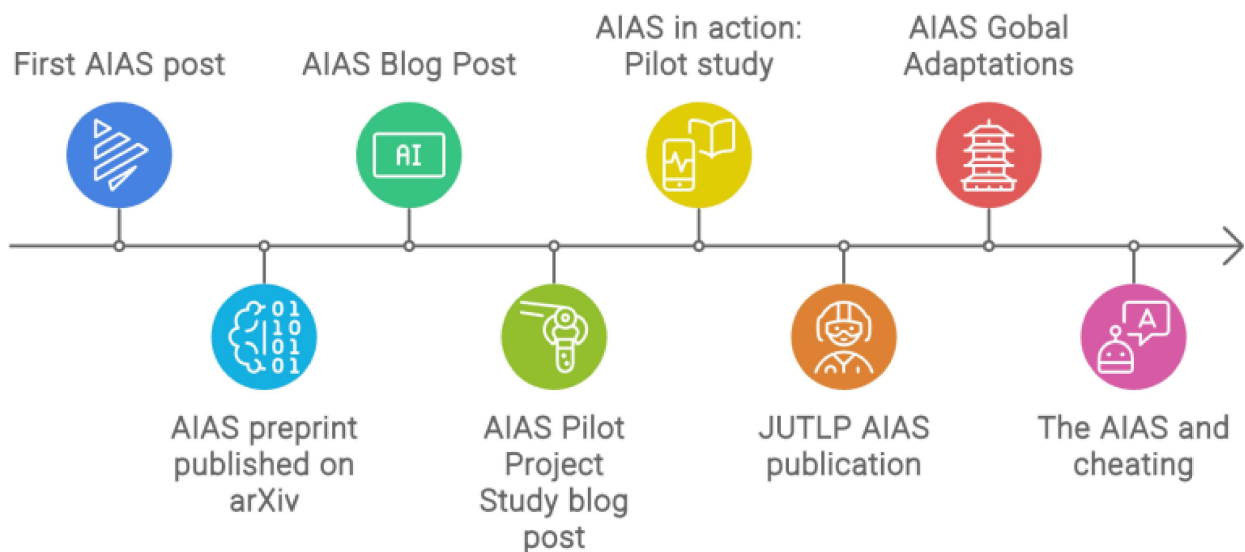 First AIAS post
AIAS Blog Post
AIAS in action:
Pilot study
AIAS Gobal
Adaptations
AI
01
10
01
01
A
AIAS preprint
published on
arXiv
AIAS Pilot
Project
Study blog
post
JUTLP AIAS
publication
The AIAS and
cheating